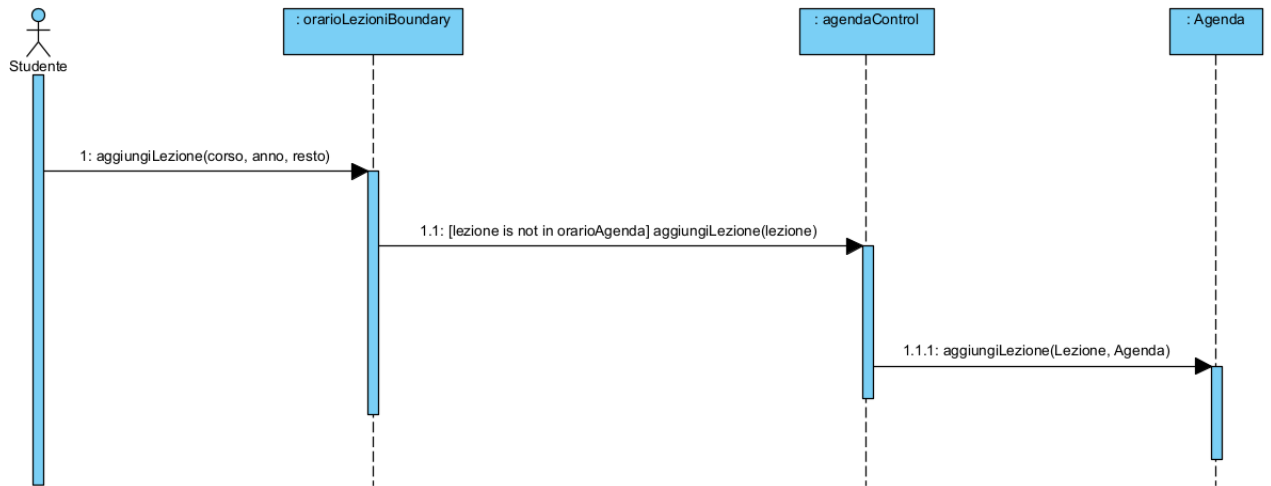 : orarioLezioniBoundary
: agendaControl
: Agenda
Studente
1: aggiungiLezione(corso, anno, resto)
1.1: [lezione is not in orarioAgenda] aggiungiLezione(lezione)
1.1.1: aggiungiLezione(Lezione, Agenda)